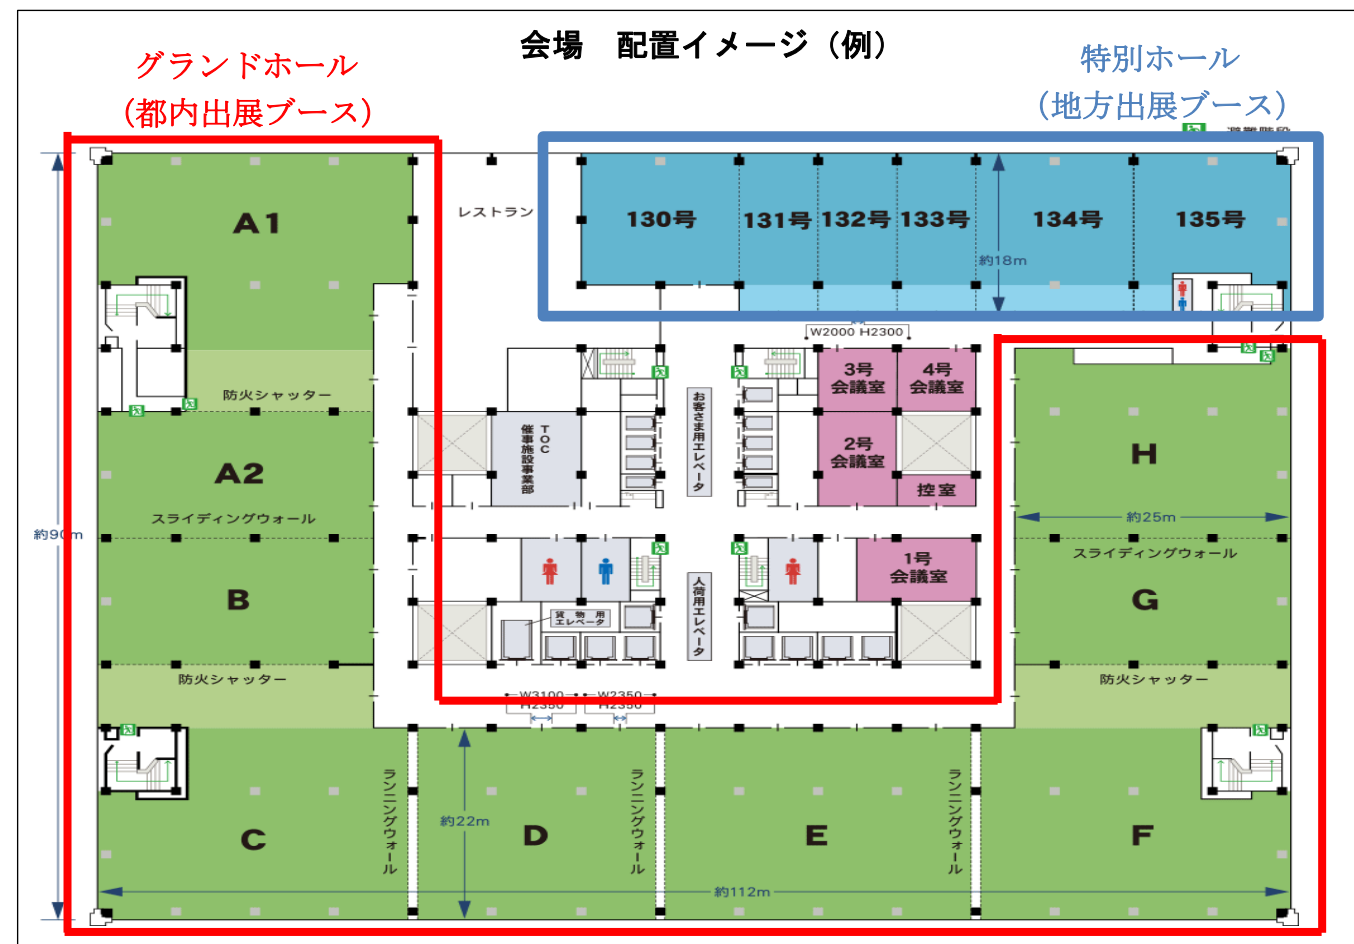 会場　配置イメージ（例）
グランドホール
（都内出展ブース）
特別ホール
（地方出展ブース）
避難階段
A1
レストラン
130号
131号
132号
133号
134号
135号
約18m
W2000 H2300
防火シャッター
3号
会議室
4号
会議室
お客さま用エレベータ
TOC
催事施設事業部
2号
会議室
控室
H
A2
スライディングウォール
約90m
約25m
スライディングウォール
1号
会議室
B
人荷用エレベータ
貨物用
エレベータ
G
防火シャッター
防火シャッター
W3100
H2350
W2350
H2350
ランニングウォール
ランニングウォール
ランニングウォール
約22m
C
D
E
F
約112m